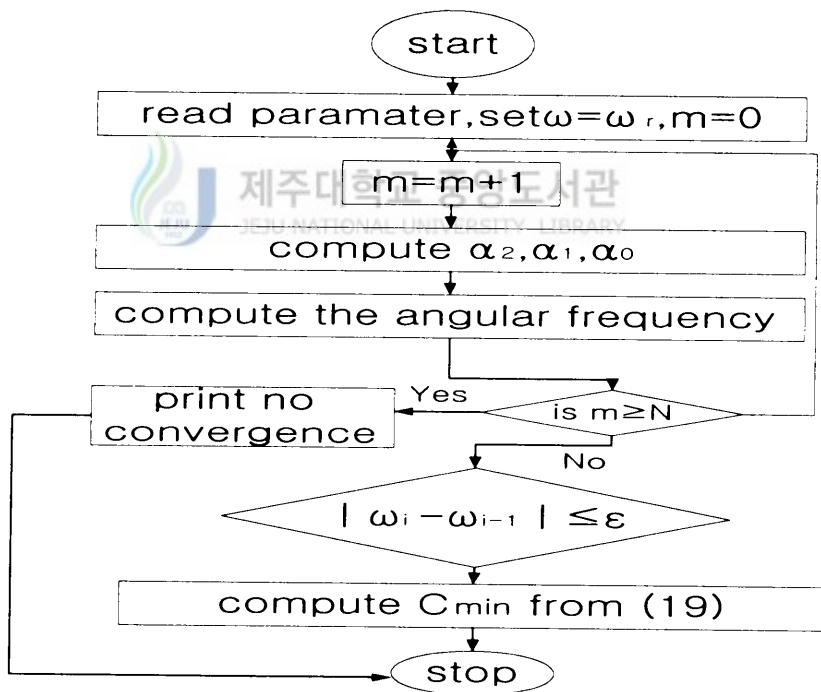 start
read paramater,setω=ωr,m=0
m=m+1
제주대학교 중앙도서관
JEJU NATIONAL UNIVERSITY LIBRARY
JEJU
compute α2,α1,α0
compute the angular frequency
print no
convergence
Yes
is m≥N
No
| ωi−ωi−1 | ≤ε
compute Cmin from (19)
stop